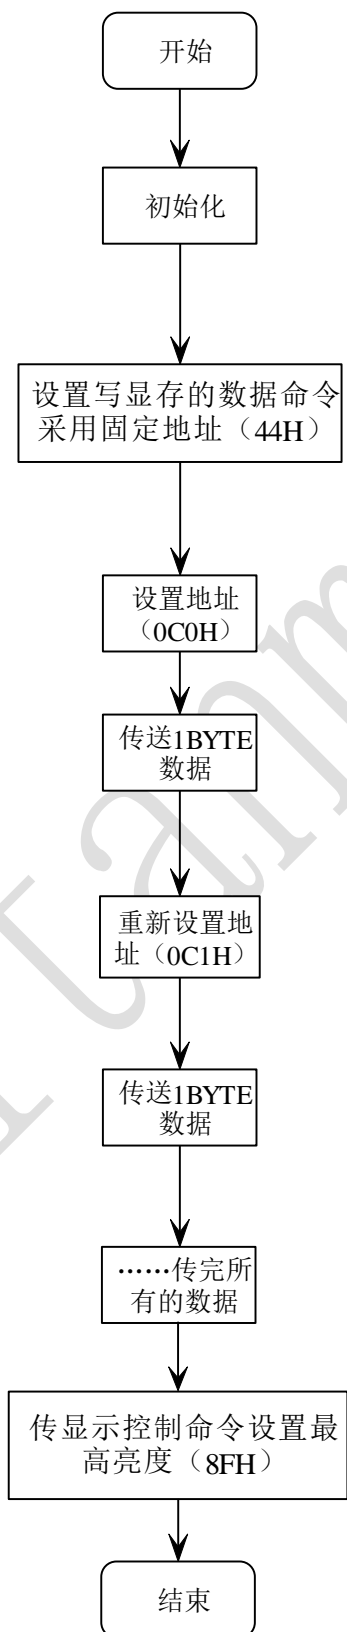 开始
初始化
设置写显存的数据命令
采用固定地址（44H）
设置地址
（0C0H）
传送1BYTE
数据
重新设置地
址（0C1H）
传送1BYTE
数据
……传完所
有的数据
传显示控制命令设置最
高亮度（8FH）
结束